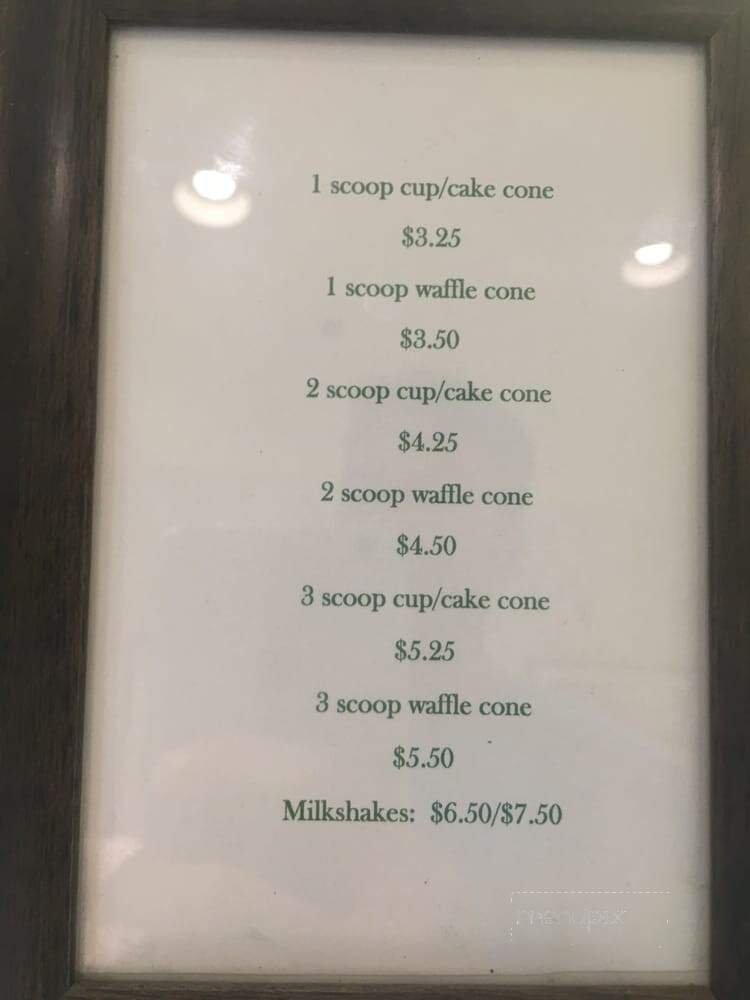 1 scoop cup/cake cone
$3.25
1 scoop waffle cone
$3.50
2 scoop cup/cake cone
$4.25
2 scoop waffle cone
$4.50
3 scoop cup/cake cone
$5.25
3 scoop waffle cone
$5.50
Milkshakes: $6.50/$7.50
menupix